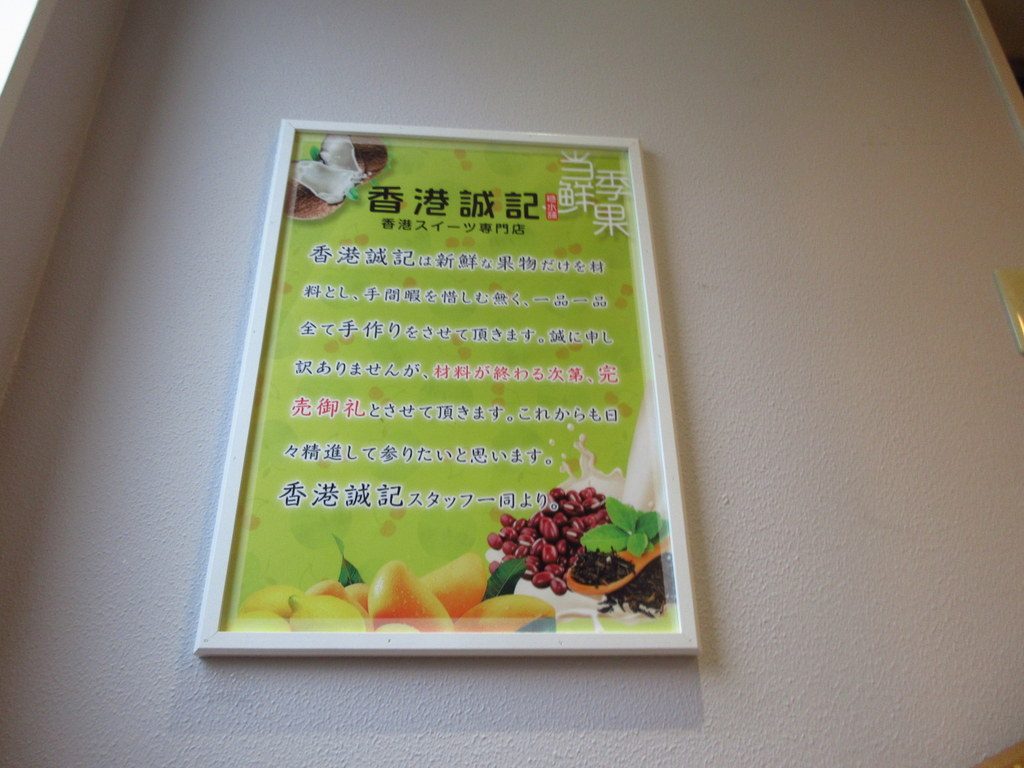 当季
鮮果
香港誠記
糖水舗
香港スイーツ専門店
香港誠記は新鮮な果物だけを材
料とし、手間暇を惜しむ無く、一品一品
全て手作りをさせて頂きます。誠に申し
訳ありませんが、材料が終わる次第、完
売御礼とさせて頂きます。これからも日
々精進して参りたいと思います。
香港誠記スタッフ一同より。